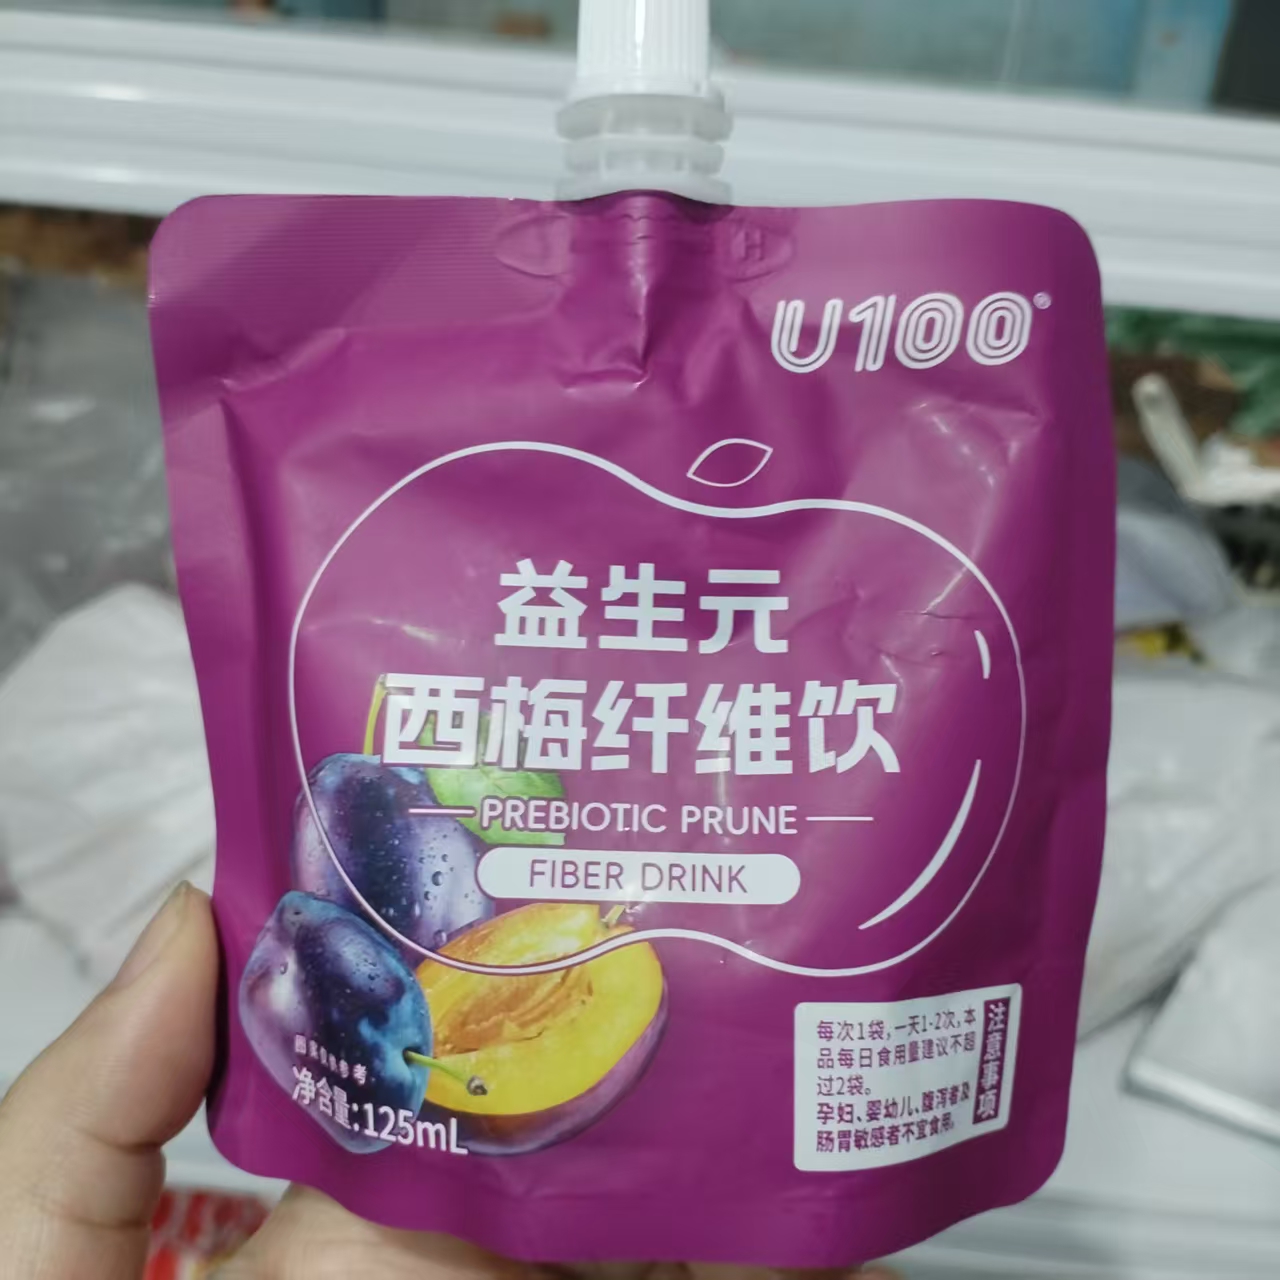 U100®
益生元
西梅纤维饮
PREBIOTIC PRUNE
FIBER DRINK
注意事项
每次1袋,一天1-2次,本
品每日食用量建议不超
过2袋。
孕妇、婴幼儿、腹泻者及
肠胃敏感者不宜食用。
图案仅供参考
净含量:125mL